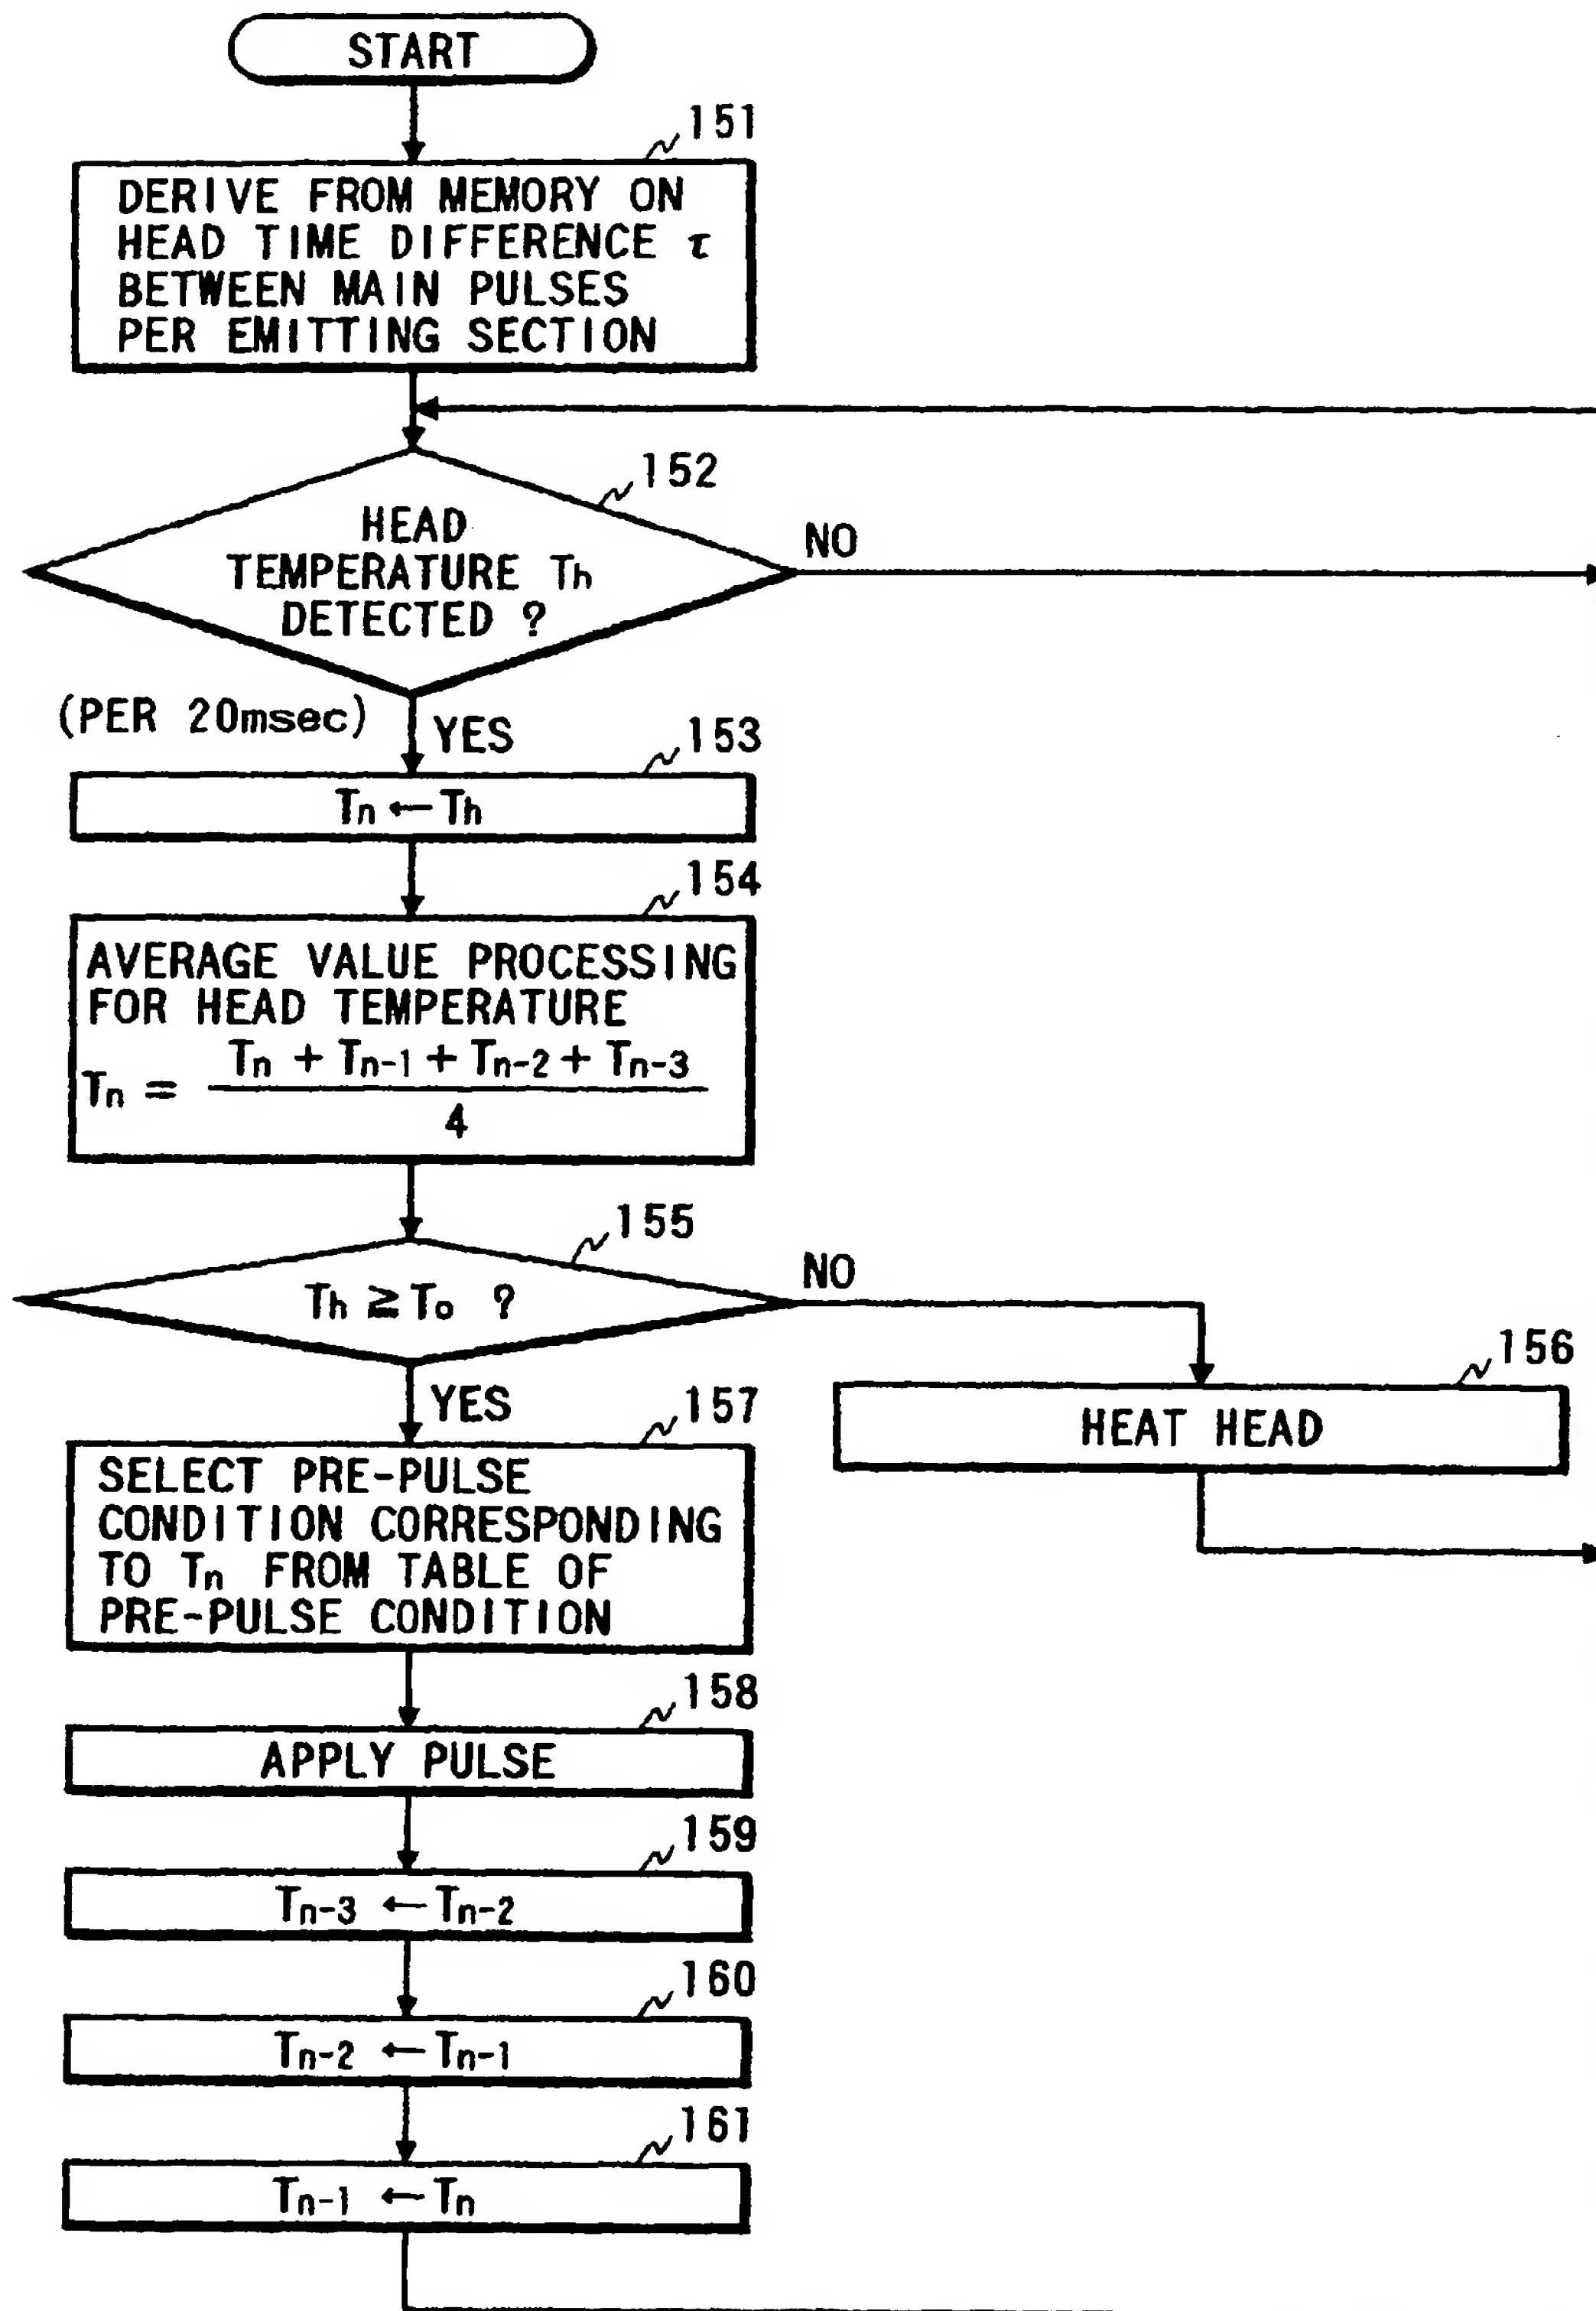 START
151
DERIVE FROM MEMORY ON
HEAD TIME DIFFERENCE τ
BETWEEN MAIN PULSES
PER EMITTING SECTION
152
HEAD
TEMPERATURE Th
DETECTED ?
NO
(PER 20msec)
YES
153
Tn ← Th
154
AVERAGE VALUE PROCESSING
FOR HEAD TEMPERATURE
Tn = (Tn + Tn-1 + Tn-2 + Tn-3) / 4
155
Th ≧ To ?
NO
156
HEAT HEAD
YES
157
SELECT PRE-PULSE
CONDITION CORRESPONDING
TO Tn FROM TABLE OF
PRE-PULSE CONDITION
158
APPLY PULSE
159
Tn-3 ← Tn-2
160
Tn-2 ← Tn-1
161
Tn-1 ← Tn